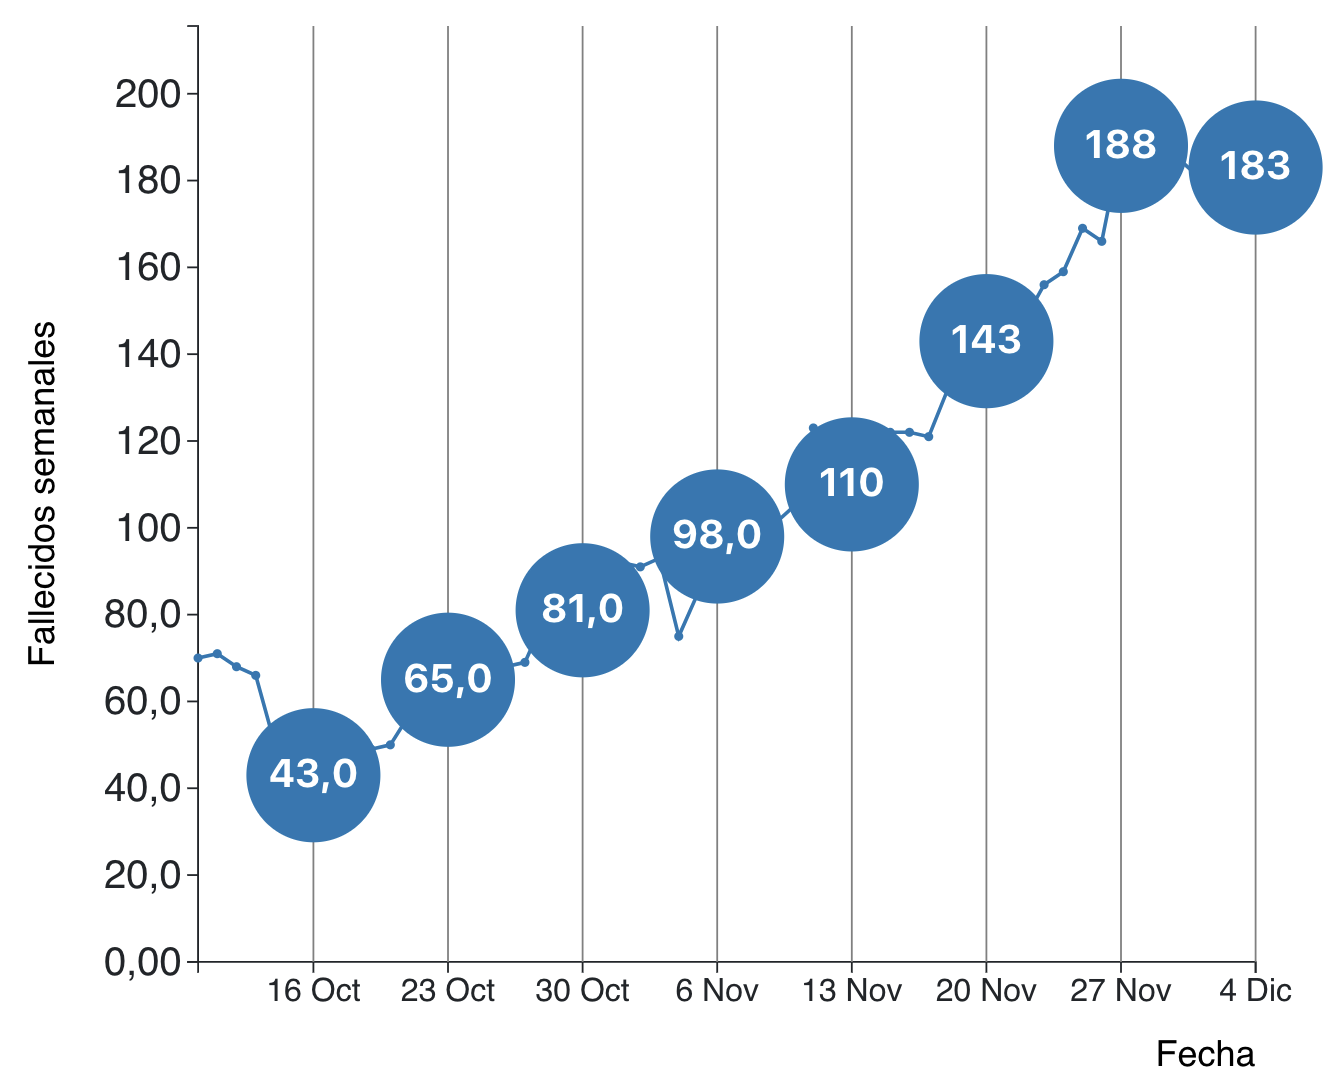 Fallecidos semanales
200
180
160
140
120
100
80,0
60,0
40,0
20,0
0,00
43,0
65,0
81,0
98,0
110
143
188
183
16 Oct
23 Oct
30 Oct
6 Nov
13 Nov
20 Nov
27 Nov
4 Dic
Fecha